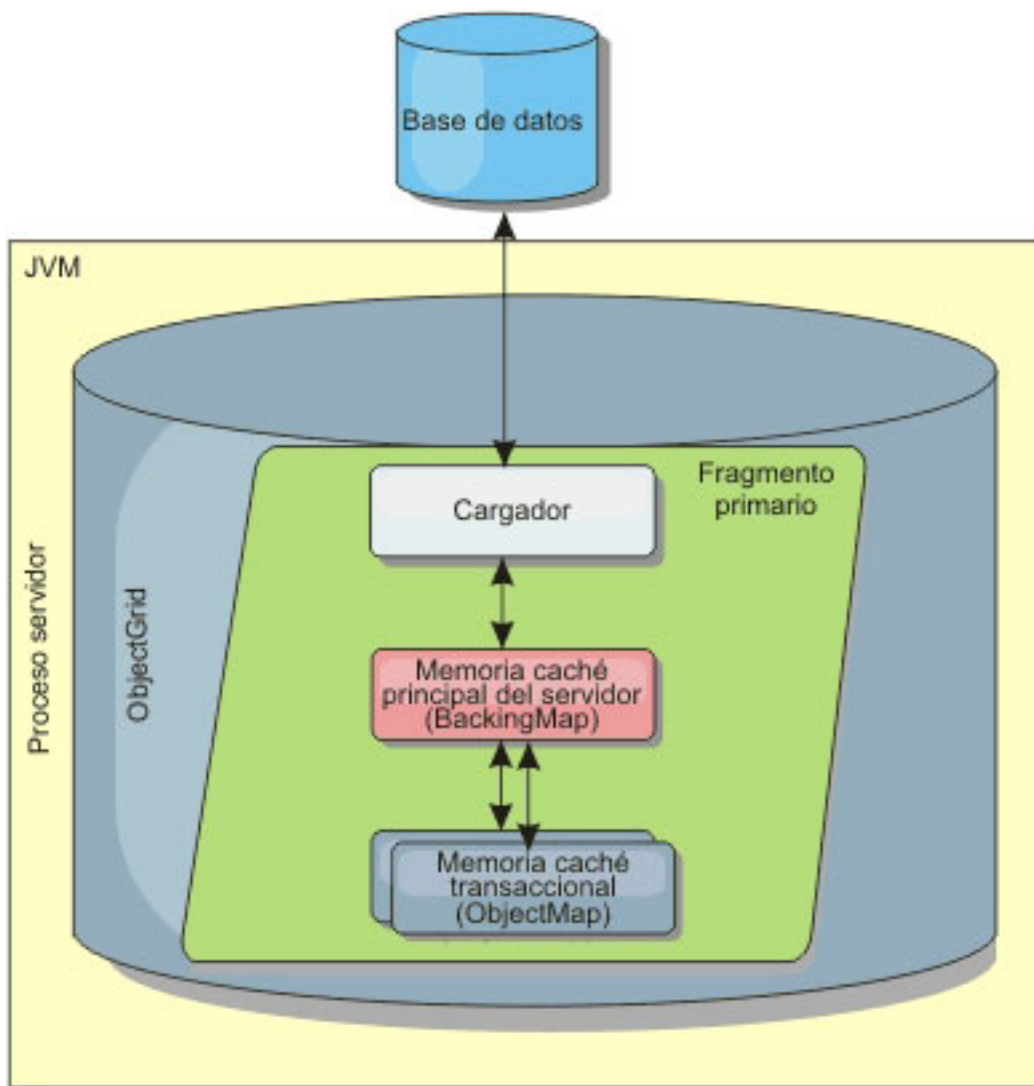 Base de datos
JVM
Proceso servidor
ObjectGrid
Fragmento
primario
Cargador
Memoria caché
principal del servidor
(BackingMap)
Memoria caché
transaccional
(ObjectMap)